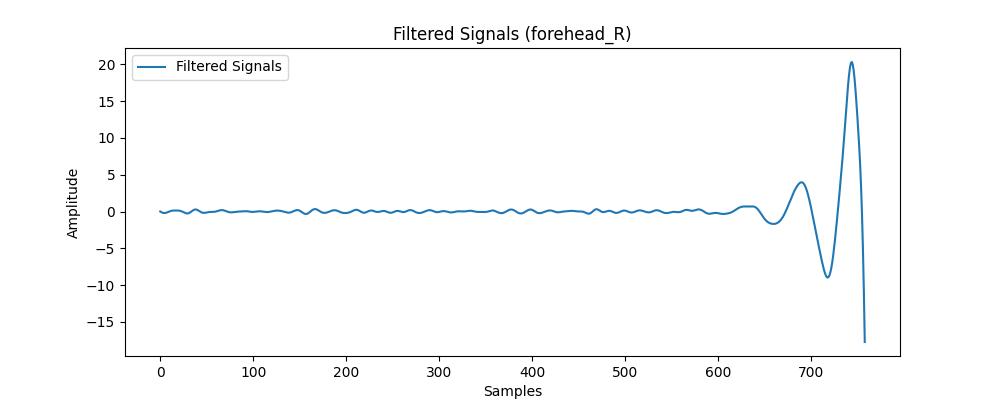 Filtered Signals (forehead_R)
Filtered Signals
Amplitude
20
15
10
5
0
−5
−10
−15
0 100 200 300 400 500 600 700
Samples